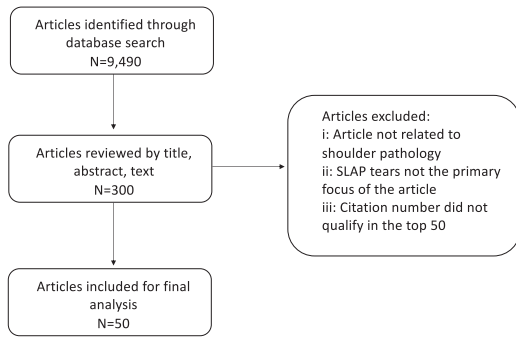 Articles identified through
database search
N=9,490
Articles reviewed by title,
abstract, text
N=300
Articles excluded:
i: Article not related to
shoulder pathology
ii: SLAP tears not the primary
focus of the article
iii: Citation number did not
qualify in the top 50
Articles included for final
analysis
N=50